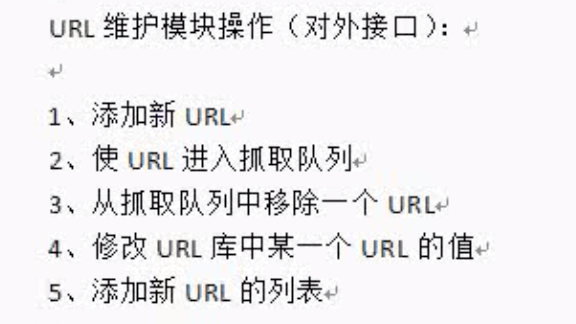 URL 维护模块操作（对外接口）：
1、添加新 URL
2、使 URL 进入抓取队列
3、从抓取队列中移除一个 URL
4、修改 URL 库中某一个 URL 的值
5、添加新 URL 的列表